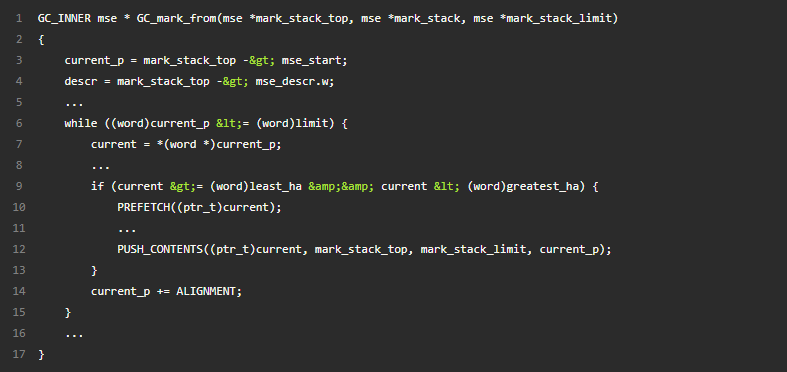 1 GC_INNER mse * GC_mark_from(mse *mark_stack_top, mse *mark_stack, mse *mark_stack_limit)
2 {
3     current_p = mark_stack_top -&gt; mse_start;
4     descr = mark_stack_top -&gt; mse_descr.w;
5     ...
6     while ((word)current_p &lt;= (word)limit) {
7         current = *(word *)current_p;
8         ...
9         if (current &gt;= (word)least_ha &amp;&amp; current &lt; (word)greatest_ha) {
10             PREFETCH((ptr_t)current);
11             ...
12             PUSH_CONTENTS((ptr_t)current, mark_stack_top, mark_stack_limit, current_p);
13         }
14         current_p += ALIGNMENT;
15     }
16     ...
17 }